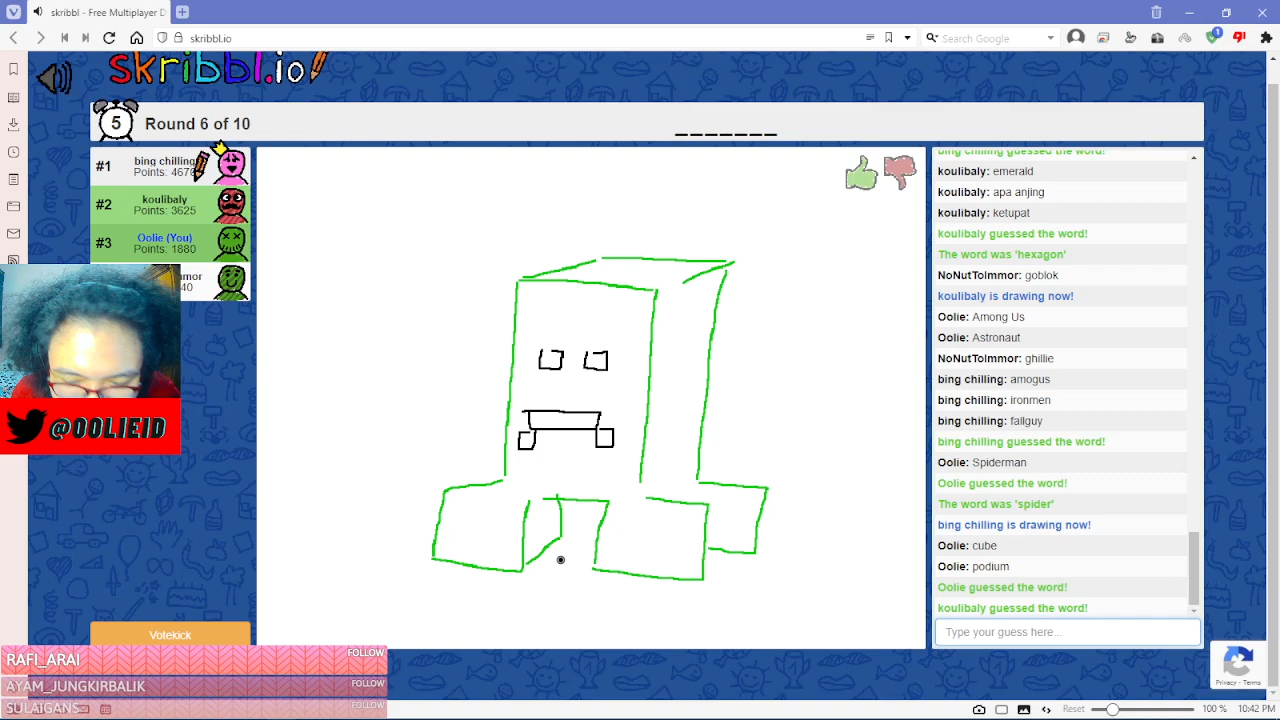 skribbl - Free Multiplayer D
skribbl.io
Search Google
1
skribbl.io
5
Round 6 of 10
_______
#1
bing chilling
Points: 4670
#2
koulibaly
Points: 3625
#3
Oolie (You)
Points: 1880
mor
40
@OOLIEID
Votekick
RAFI_ARAI
FOLLOW
AYAM_JUNGKIRBALIK
FOLLOW
SULAIGANS
FOLLOW
bing chilling guessed the word!
koulibaly: emerald
koulibaly: apa anjing
koulibaly: ketupat
koulibaly guessed the word!
The word was 'hexagon'
NoNutToImmor: goblok
koulibaly is drawing now!
Oolie: Among Us
Oolie: Astronaut
NoNutToImmor: ghillie
bing chilling: amogus
bing chilling: ironmen
bing chilling: fallguy
bing chilling guessed the word!
Oolie: Spiderman
Oolie guessed the word!
The word was 'spider'
bing chilling is drawing now!
Oolie: cube
Oolie: podium
Oolie guessed the word!
koulibaly guessed the word!
Type your guess here...
Privacy - Terms
Reset
100 %
10:42 PM